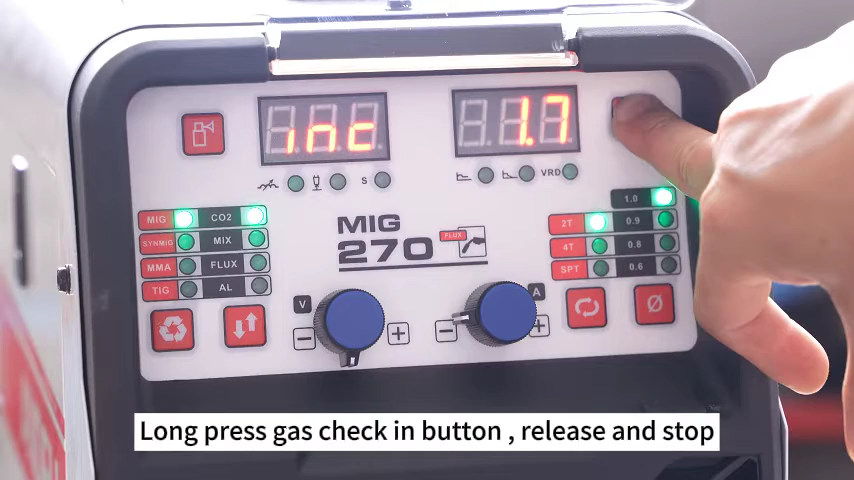 inc
1.7
S
VRD
MIG
CO2
SYNMIG
MIX
MMA
FLUX
TIG
AL
MIG
270
FLUX
1.0
2T
0.9
4T
0.8
SPT
0.6
V
A
− +
− +
Long press gas check in button , release and stop